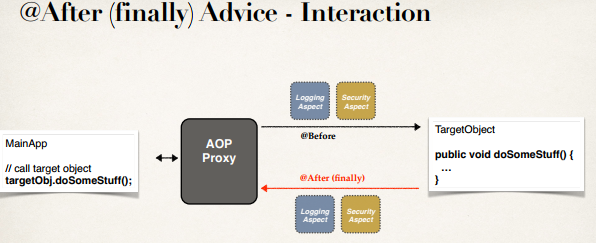 @After (finally) Advice - Interaction
Logging
Aspect
Security
Aspect
MainApp
// call target object
targetObj.doSomeStuff();
AOP
Proxy
@Before
@After (finally)
TargetObject
public void doSomeStuff() {
...
}
Logging
Aspect
Security
Aspect